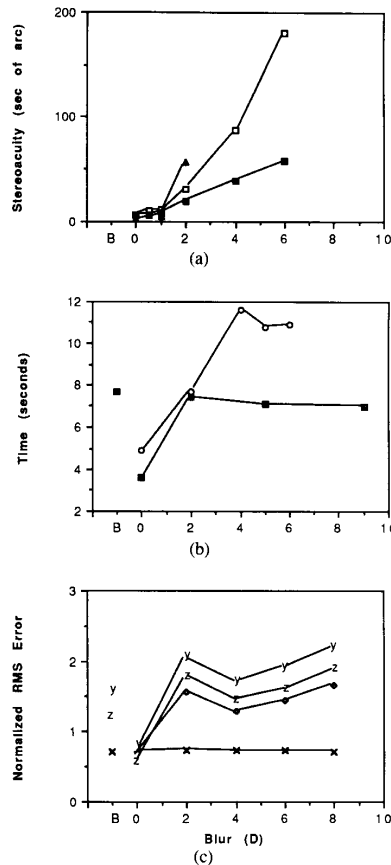 200
100
0
Stereoacuity (sec of arc)
B 0 2 4 6 8 10
(a)
12
10
8
6
4
2
Time (seconds)
B 0 2 4 6 8 10
(b)
3
2
1
0
Normalized RMS Error
y
z
y
z
y
z
y
z
y
z
y
z
B 0 2 4 6 8 10
Blur (D)
(c)